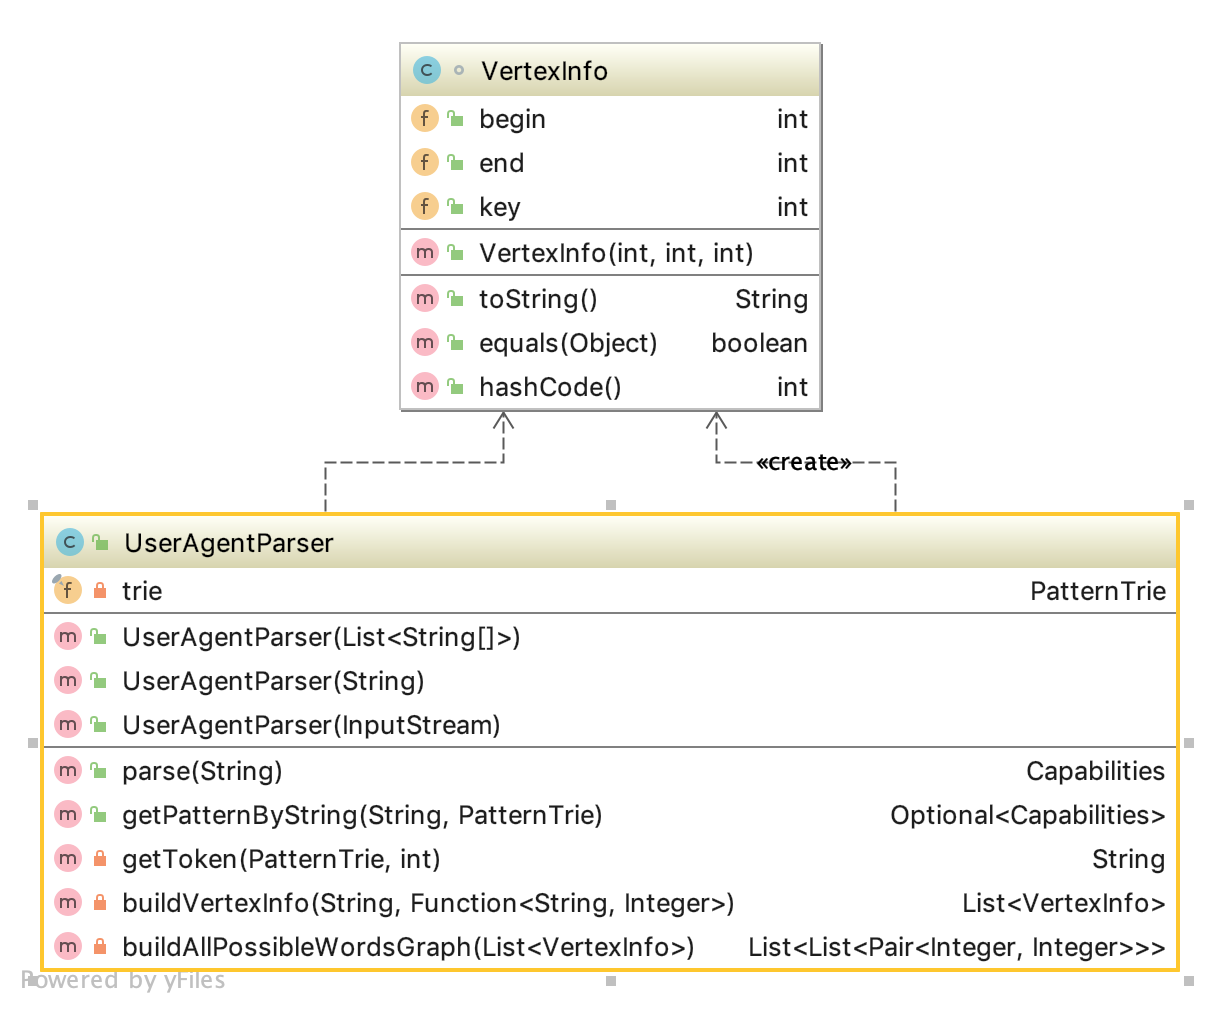 C VertexInfo
f begin int
f end int
f key int
m VertexInfo(int, int, int)
m toString() String
m equals(Object) boolean
m hashCode() int
«create»
C UserAgentParser
f trie PatternTrie
m UserAgentParser(List<String[]>)
m UserAgentParser(String)
m UserAgentParser(InputStream)
m parse(String) Capabilities
m getPatternByString(String, PatternTrie) Optional<Capabilities>
m getToken(PatternTrie, int) String
m buildVertexInfo(String, Function<String, Integer>) List<VertexInfo>
m buildAllPossibleWordsGraph(List<VertexInfo>) List<List<Pair<Integer, Integer>>>
Powered by yFiles